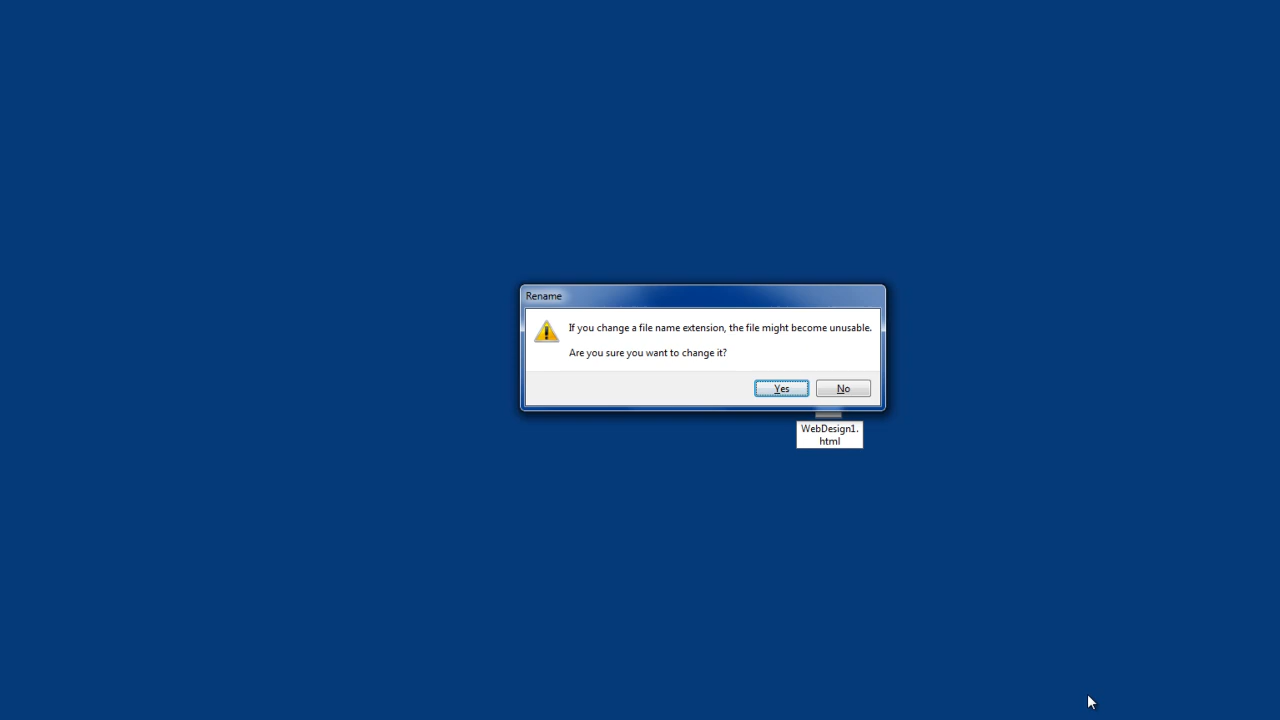 Rename
If you change a file name extension, the file might become unusable.
Are you sure you want to change it?
Yes
No
WebDesign1.
html